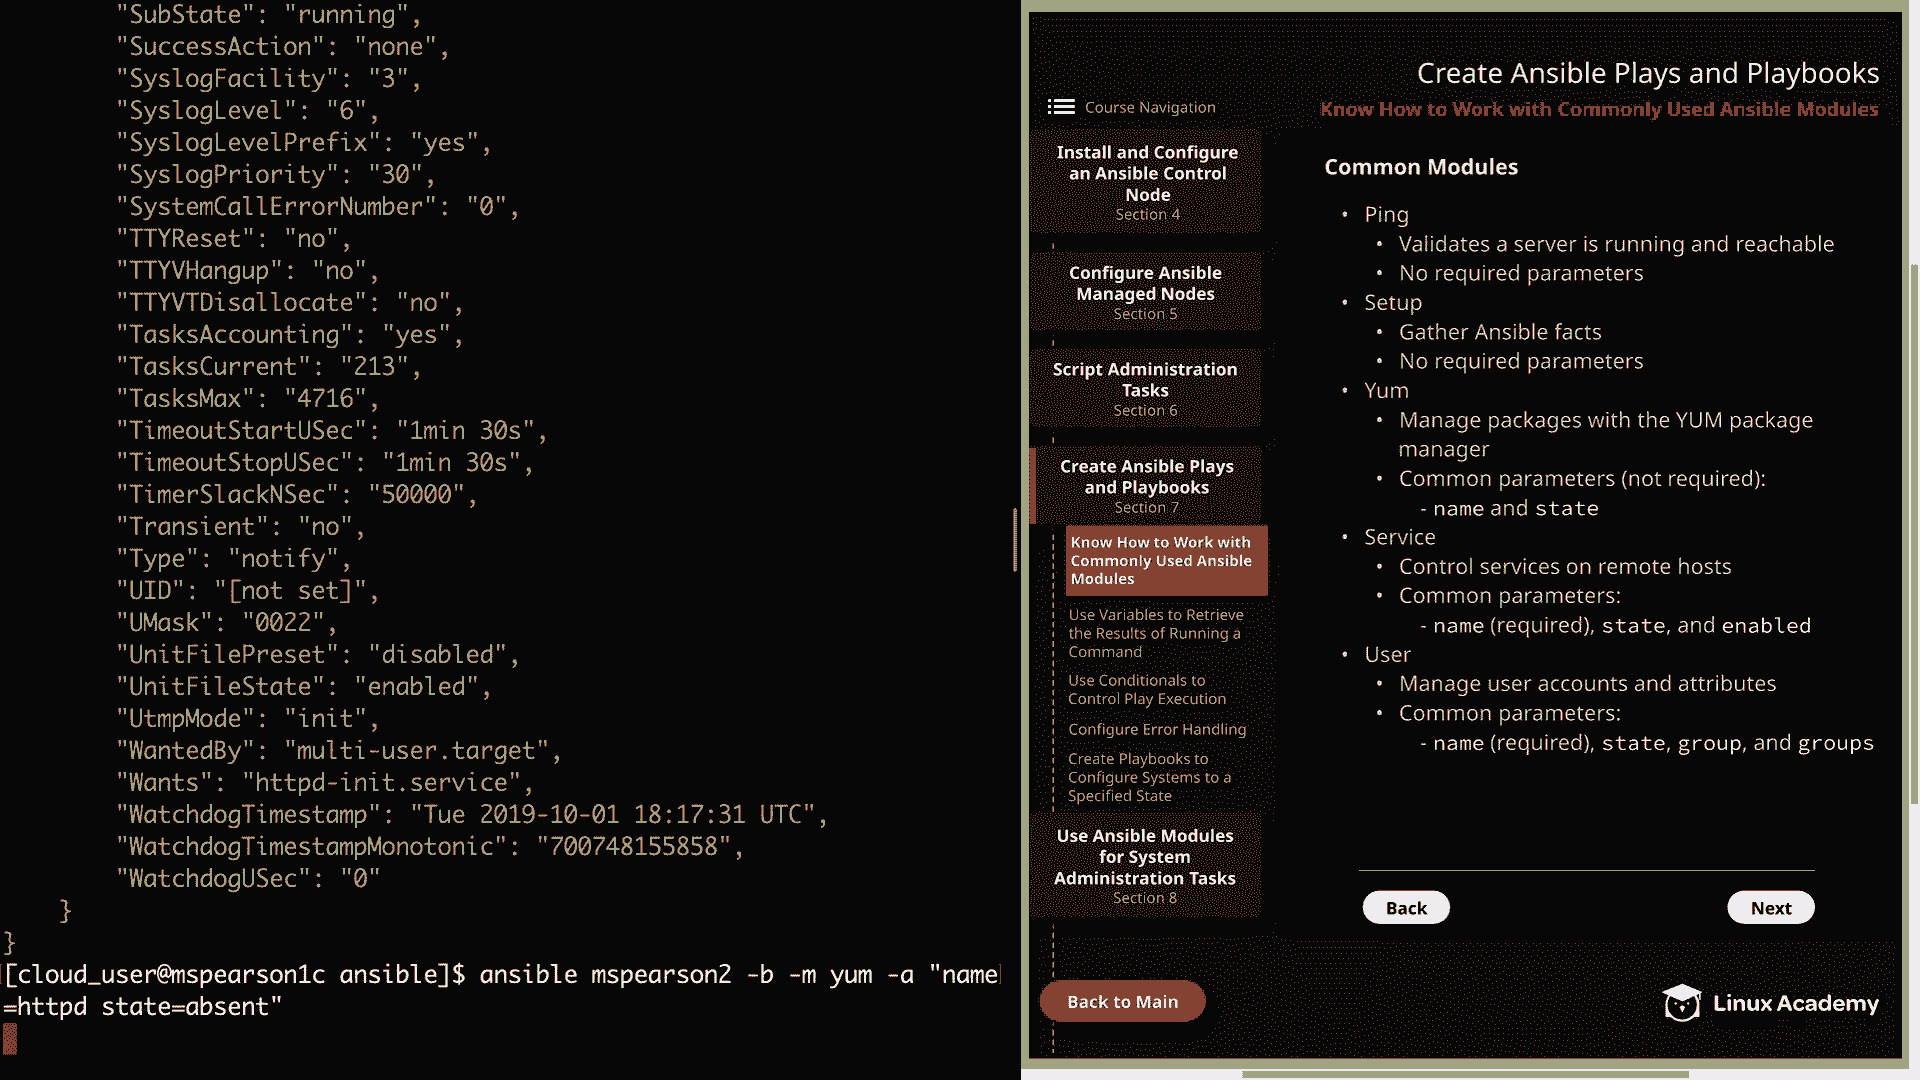 "SubState": "running",
"SuccessAction": "none",
"SyslogFacility": "3",
"SyslogLevel": "6",
"SyslogLevelPrefix": "yes",
"SyslogPriority": "30",
"SystemCallErrorNumber": "0",
"TTYReset": "no",
"TTYVHangup": "no",
"TTYVTDisallocate": "no",
"TasksAccounting": "yes",
"TasksCurrent": "213",
"TasksMax": "4716",
"TimeoutStartUSec": "1min 30s",
"TimeoutStopUSec": "1min 30s",
"TimerSlackNSec": "50000",
"Transient": "no",
"Type": "notify",
"UID": "[not set]",
"UMask": "0022",
"UnitFilePreset": "disabled",
"UnitFileState": "enabled",
"UtmpMode": "init",
"WantedBy": "multi-user.target",
"Wants": "httpd-init.service",
"WatchdogTimestamp": "Tue 2019-10-01 18:17:31 UTC",
"WatchdogTimestampMonotonic": "700748155858",
"WatchdogUSec": "0"
}
}
[cloud_user@mspearson1c ansible]$ ansible mspearson2 -b -m yum -a "name
=httpd state=absent"
Create Ansible Plays and Playbooks
Course Navigation
Know How to Work with Commonly Used Ansible Modules
Install and Configure
an Ansible Control
Node
Section 4
Configure Ansible
Managed Nodes
Section 5
Script Administration
Tasks
Section 6
Create Ansible Plays
and Playbooks
Section 7
Know How to Work with
Commonly Used Ansible
Modules
Use Variables to Retrieve
the Results of Running a
Command
Use Conditionals to
Control Play Execution
Configure Error Handling
Create Playbooks to
Configure Systems to a
Specified State
Use Ansible Modules
for System
Administration Tasks
Section 8
Back to Main
Common Modules
• Ping
• Validates a server is running and reachable
• No required parameters
• Setup
• Gather Ansible facts
• No required parameters
• Yum
• Manage packages with the YUM package
manager
• Common parameters (not required):
- name and state
• Service
• Control services on remote hosts
• Common parameters:
- name (required), state, and enabled
• User
• Manage user accounts and attributes
• Common parameters:
- name (required), state, group, and groups
Back
Next
Linux Academy